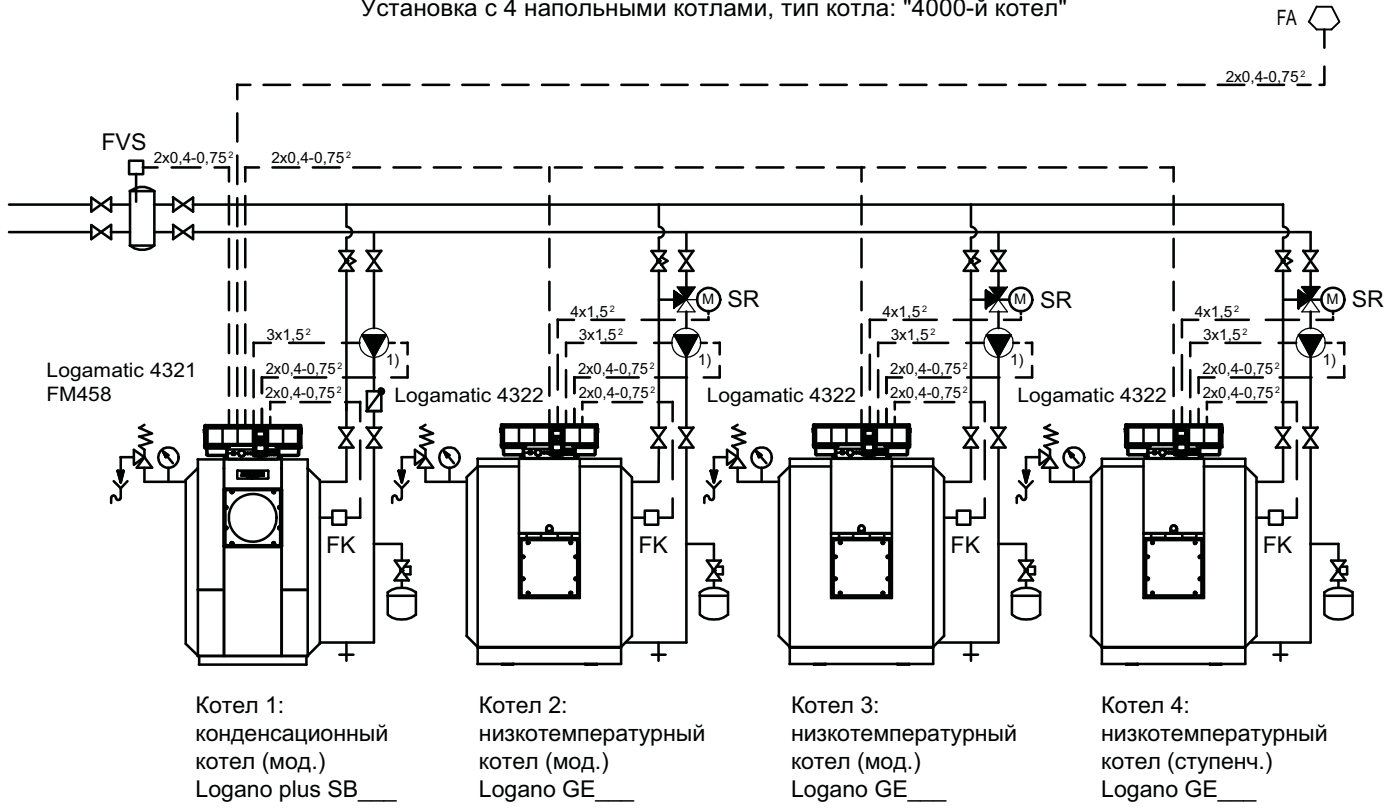 Установка с 4 напольными котлами, тип котла: "4000-й котел"
FA
2x0,4-0,75²
FVS
2x0,4-0,75²
2x0,4-0,75²
M
SR
M
SR
M
SR
4x1,5²
4x1,5²
4x1,5²
3x1,5²
3x1,5²
3x1,5²
3x1,5²
1)
1)
1)
1)
Logamatic 4321
FM458
2x0,4-0,75²
2x0,4-0,75²
2x0,4-0,75²
2x0,4-0,75²
2x0,4-0,75²
2x0,4-0,75²
2x0,4-0,75²
2x0,4-0,75²
Logamatic 4322
Logamatic 4322
Logamatic 4322
FK
FK
FK
FK
Котел 1:
конденсационный
котел (мод.)
Logano plus SB___
Котел 2:
низкотемпературный
котел (мод.)
Logano GE___
Котел 3:
низкотемпературный
котел (мод.)
Logano GE___
Котел 4:
низкотемпературный
котел (ступенч.)
Logano GE___